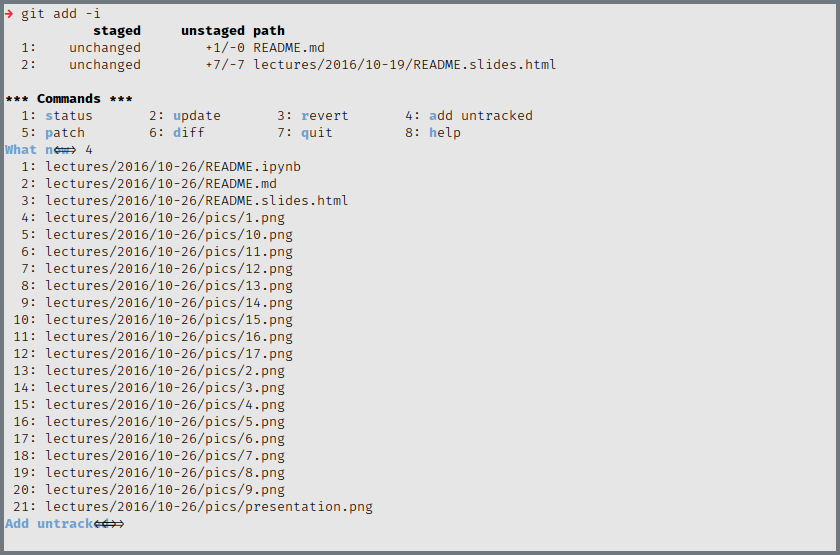 → git add -i
           staged     unstaged path
  1:    unchanged        +1/-0 README.md
  2:    unchanged        +7/-7 lectures/2016/10-19/README.slides.html
*** Commands ***
  1: status       2: update       3: revert       4: add untracked
  5: patch        6: diff         7: quit         8: help
What now> 4
  1: lectures/2016/10-26/README.ipynb
  2: lectures/2016/10-26/README.md
  3: lectures/2016/10-26/README.slides.html
  4: lectures/2016/10-26/pics/1.png
  5: lectures/2016/10-26/pics/10.png
  6: lectures/2016/10-26/pics/11.png
  7: lectures/2016/10-26/pics/12.png
  8: lectures/2016/10-26/pics/13.png
  9: lectures/2016/10-26/pics/14.png
 10: lectures/2016/10-26/pics/15.png
 11: lectures/2016/10-26/pics/16.png
 12: lectures/2016/10-26/pics/17.png
 13: lectures/2016/10-26/pics/2.png
 14: lectures/2016/10-26/pics/3.png
 15: lectures/2016/10-26/pics/4.png
 16: lectures/2016/10-26/pics/5.png
 17: lectures/2016/10-26/pics/6.png
 18: lectures/2016/10-26/pics/7.png
 19: lectures/2016/10-26/pics/8.png
 20: lectures/2016/10-26/pics/9.png
 21: lectures/2016/10-26/pics/presentation.png
Add untracked>>